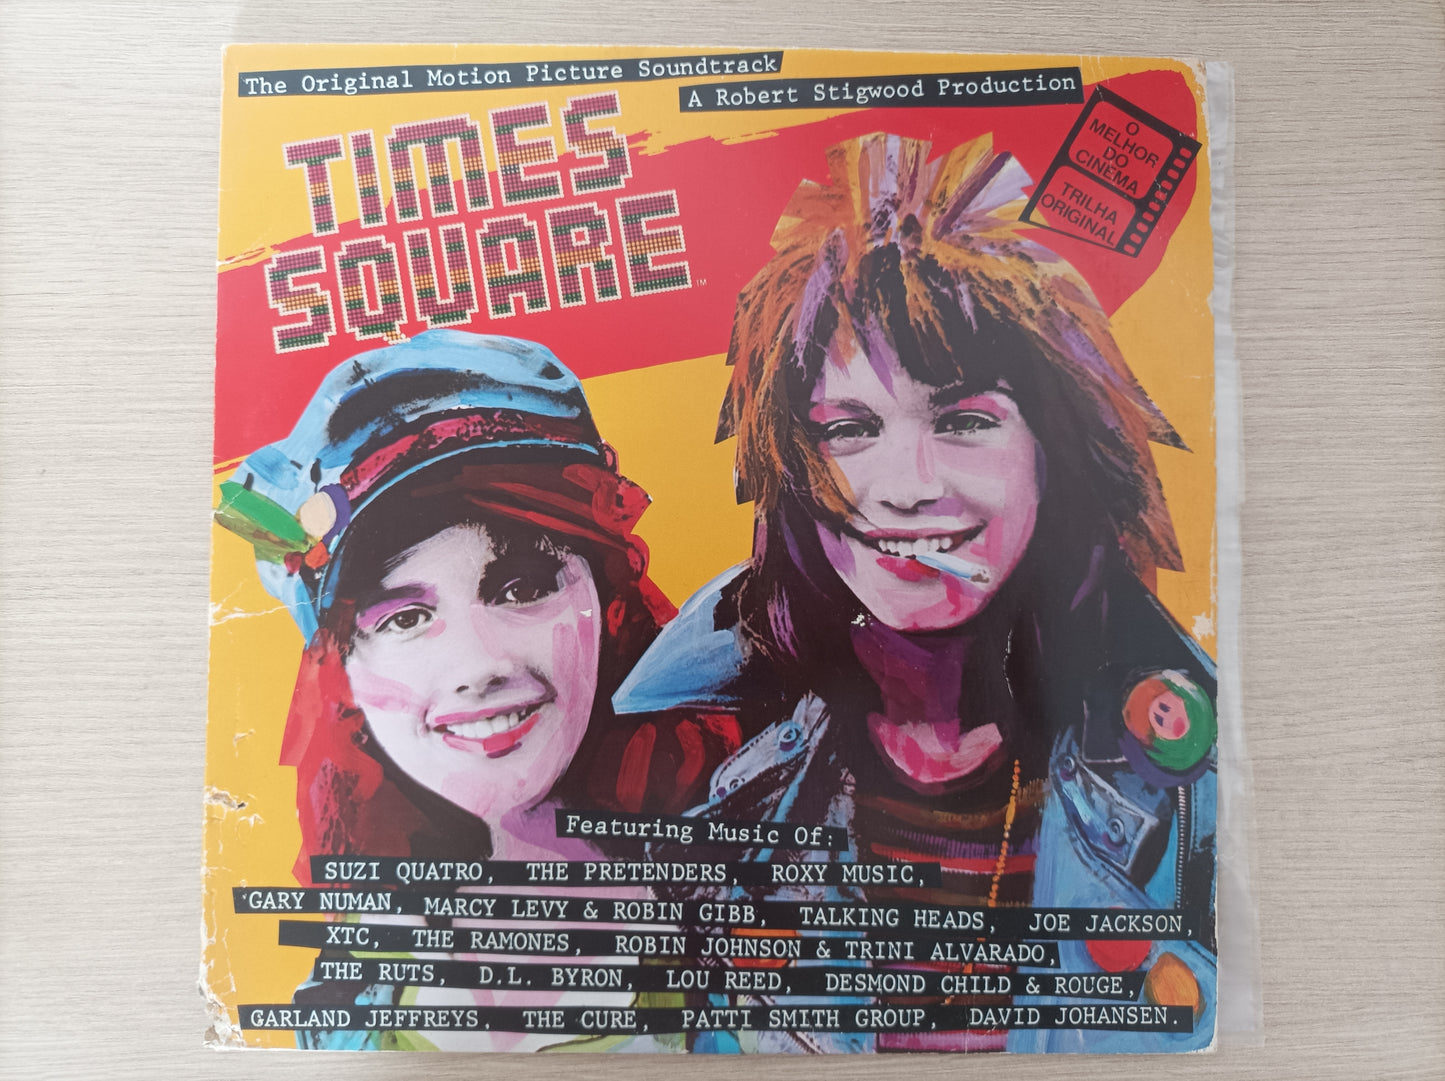 The Original Motion Picture Soundtrack
A Robert Stigwood Production
TIMES
SQUARE
TM
O
MELHOR
DO
CINEMA
TRILHA
ORIGINAL
Featuring Music Of:
SUZI QUATRO, THE PRETENDERS, ROXY MUSIC,
GARY NUMAN, MARCY LEVY & ROBIN GIBB, TALKING HEADS, JOE JACKSON,
XTC, THE RAMONES, ROBIN JOHNSON & TRINI ALVARADO,
THE RUTS, D.L. BYRON, LOU REED, DESMOND CHILD & ROUGE,
GARLAND JEFFREYS, THE CURE, PATTI SMITH GROUP, DAVID JOHANSEN.